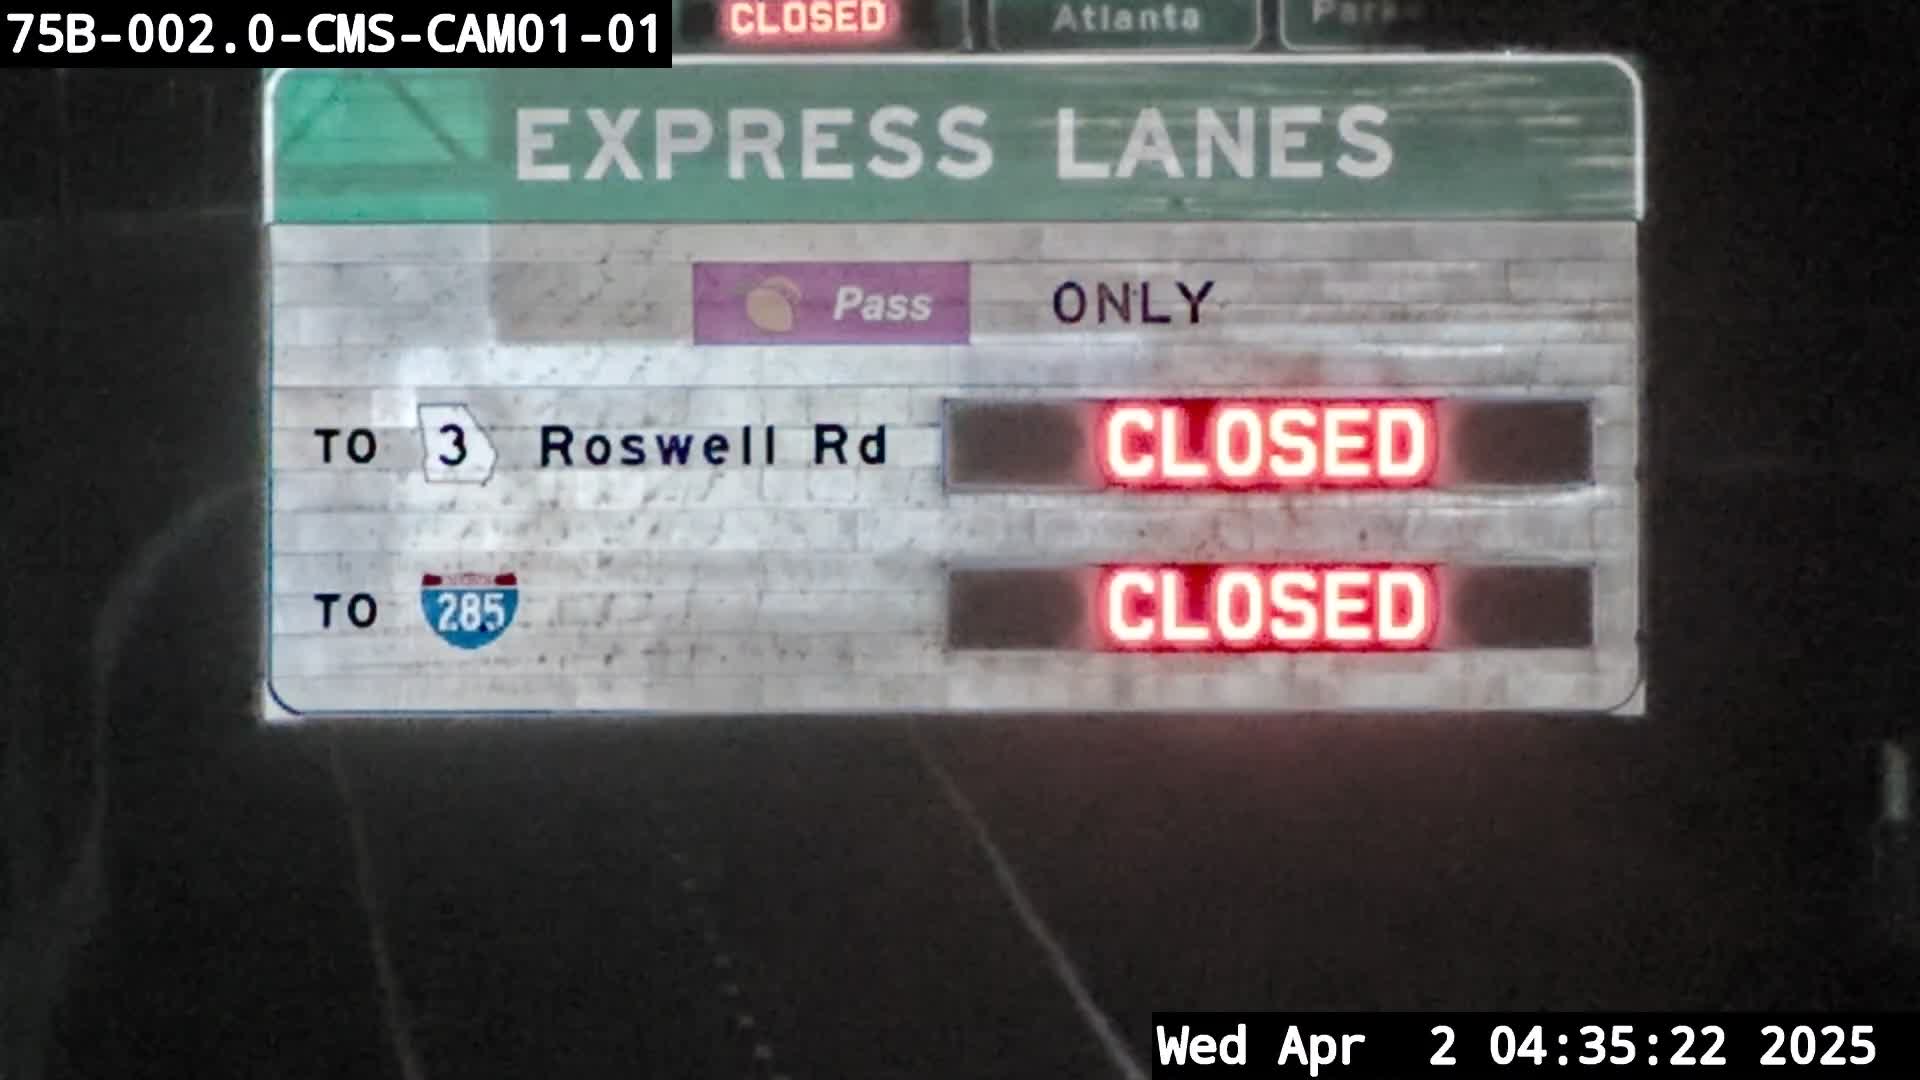 75B-002.0-CMS-CAM01-01
CLOSED
Atlanta
EXPRESS LANES
Pass ONLY
TO 3 Roswell Rd CLOSED
TO 285 CLOSED
Wed Apr 2 04:35:22 2025